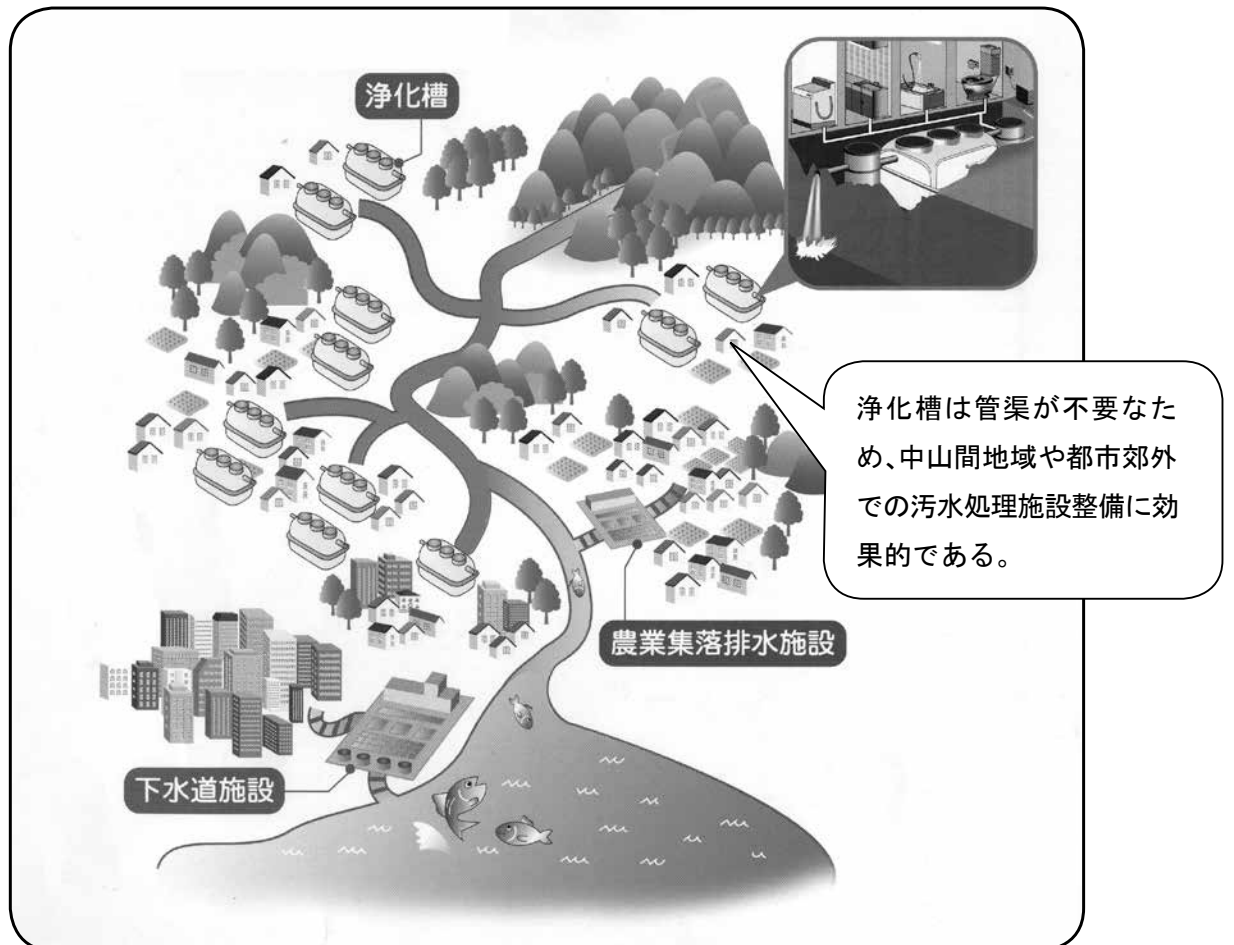 浄化槽
浄化槽は管渠が不要なた
め、中山間地域や都市郊外
での汚水処理施設整備に効
果的である。
農業集落排水施設
下水道施設